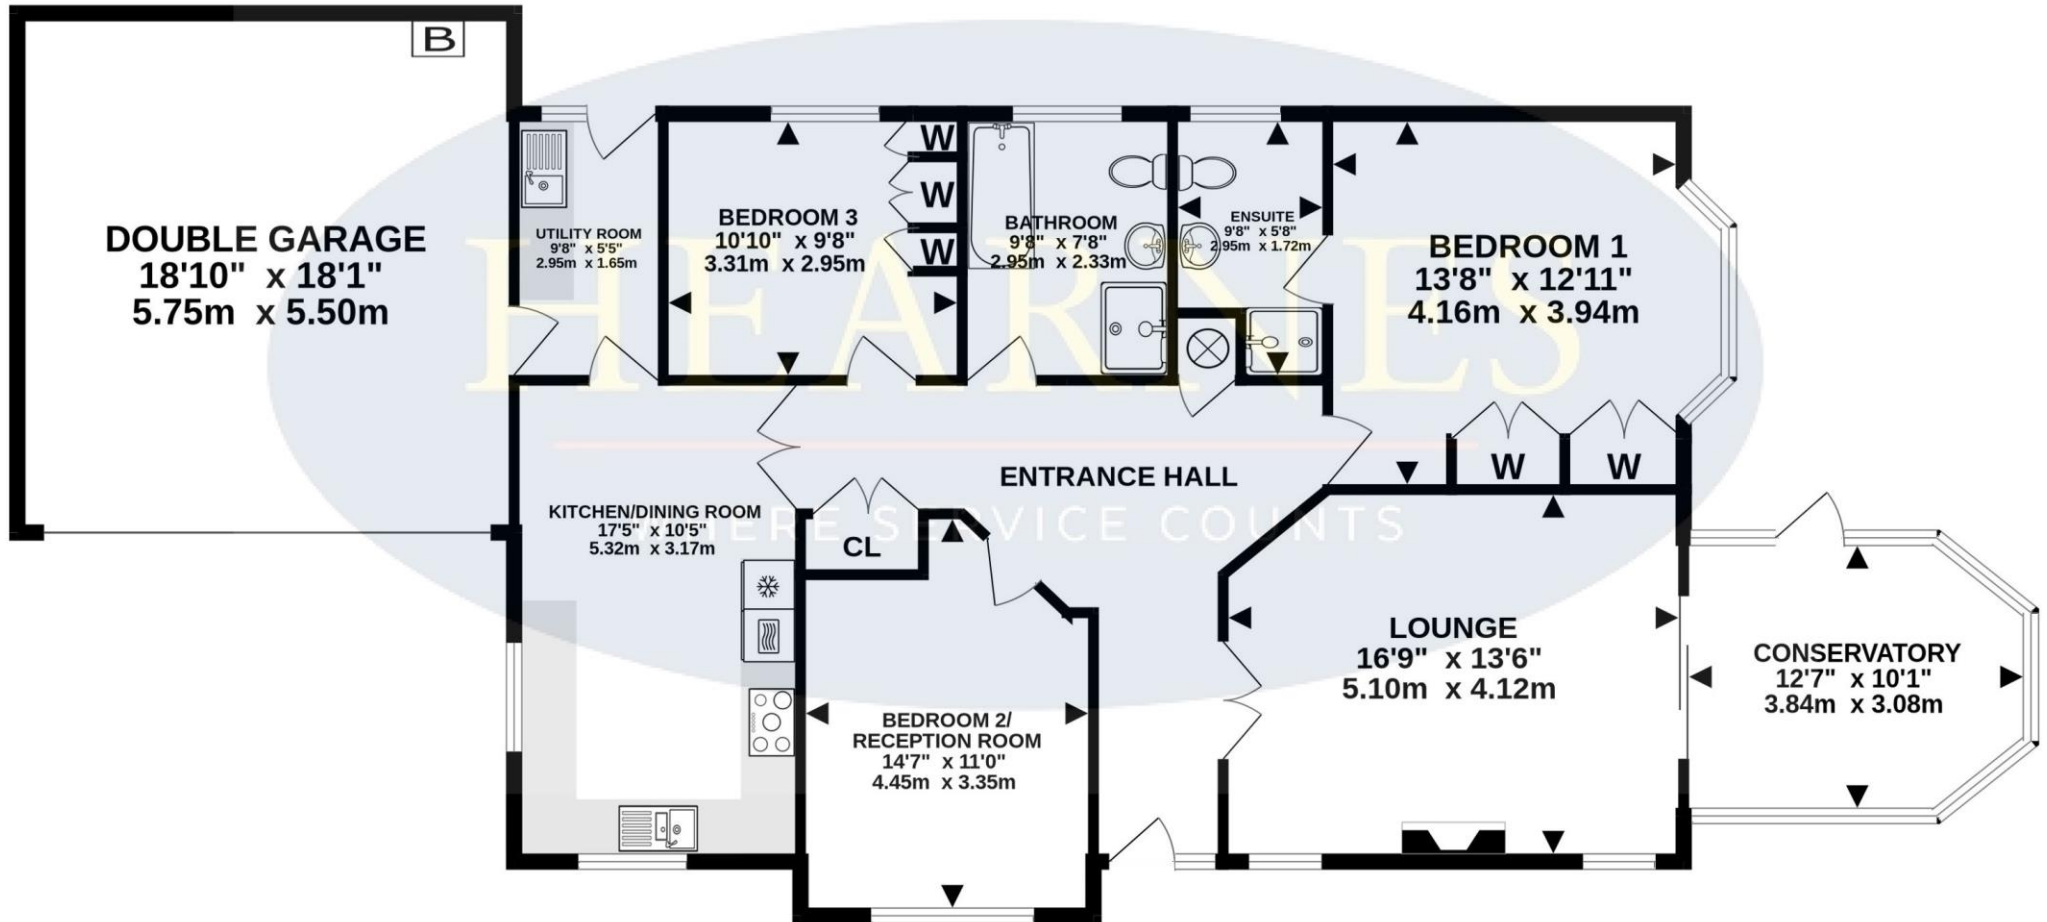 B
DOUBLE GARAGE
18'10" x 18'1"
5.75m x 5.50m
UTILITY ROOM
9'8" x 5'5"
2.95m x 1.65m
BEDROOM 3
10'10" x 9'8"
3.31m x 2.95m
W
W
W
BATHROOM
9'8" x 7'8"
2.95m x 2.33m
ENSUITE
9'8" x 5'8"
2.95m x 1.72m
BEDROOM 1
13'8" x 12'11"
4.16m x 3.94m
W
W
HEARNES
WHERE SERVICE COUNTS
ENTRANCE HALL
KITCHEN/DINING ROOM
17'5" x 10'5"
5.32m x 3.17m
CL
BEDROOM 2/
RECEPTION ROOM
14'7" x 11'0"
4.45m x 3.35m
LOUNGE
16'9" x 13'6"
5.10m x 4.12m
CONSERVATORY
12'7" x 10'1"
3.84m x 3.08m